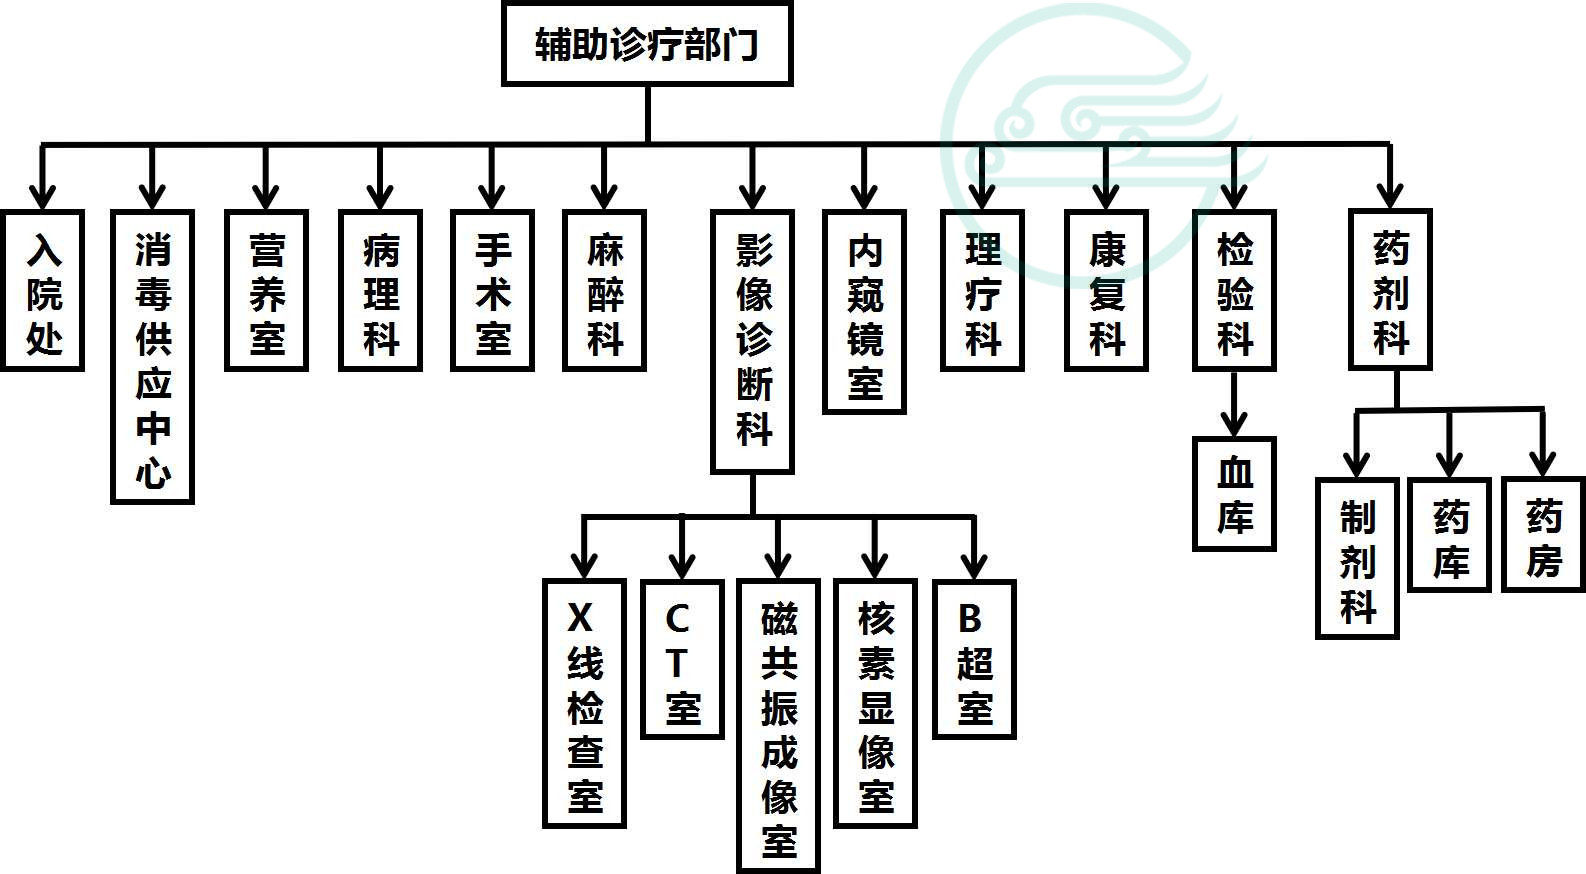 辅助诊疗部门
入院处
消毒供应中心
营养室
病理科
手术室
麻醉科
影像诊断科
内窥镜室
理疗科
康复科
检验科
药剂科
血库
制剂科
药库
药房
X线检查室
CT室
磁共振成像室
核素显像室
B超室